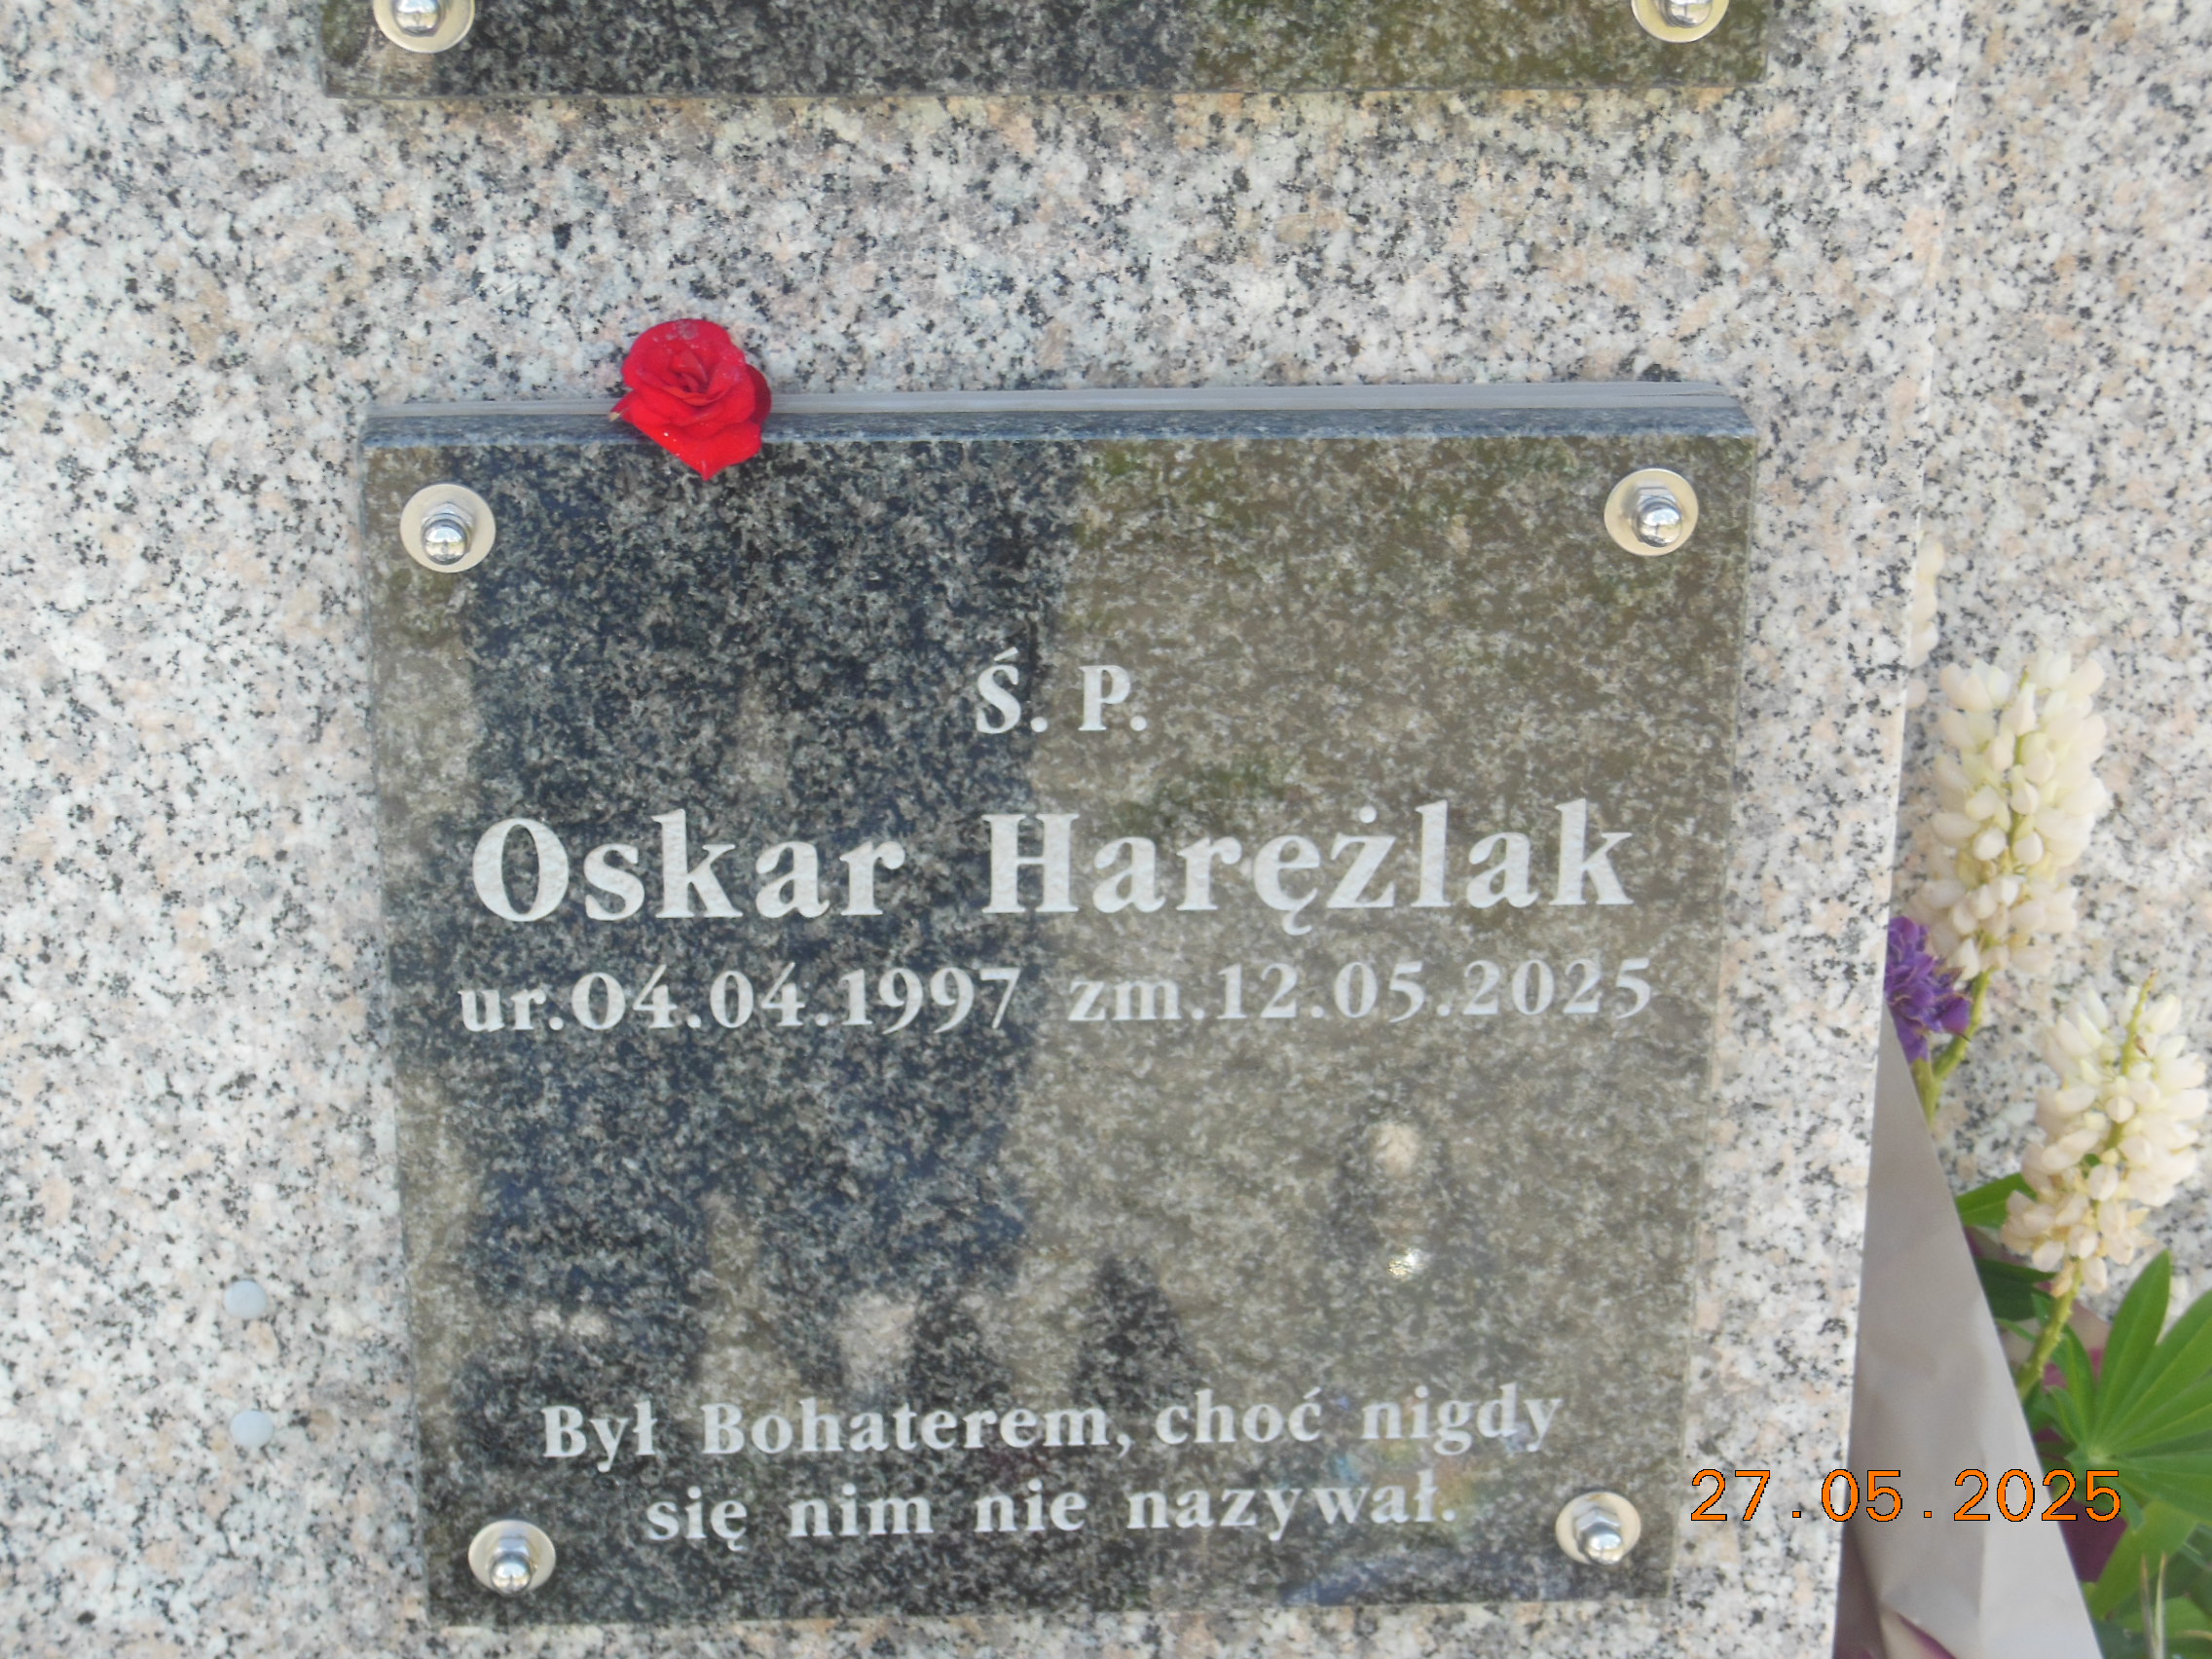 Ś. P.
Oskar Harężlak
ur.04.04.1997 zm.12.05.2025
Był Bohaterem, choć nigdy
się nim nie nazywał.
27.05.2025